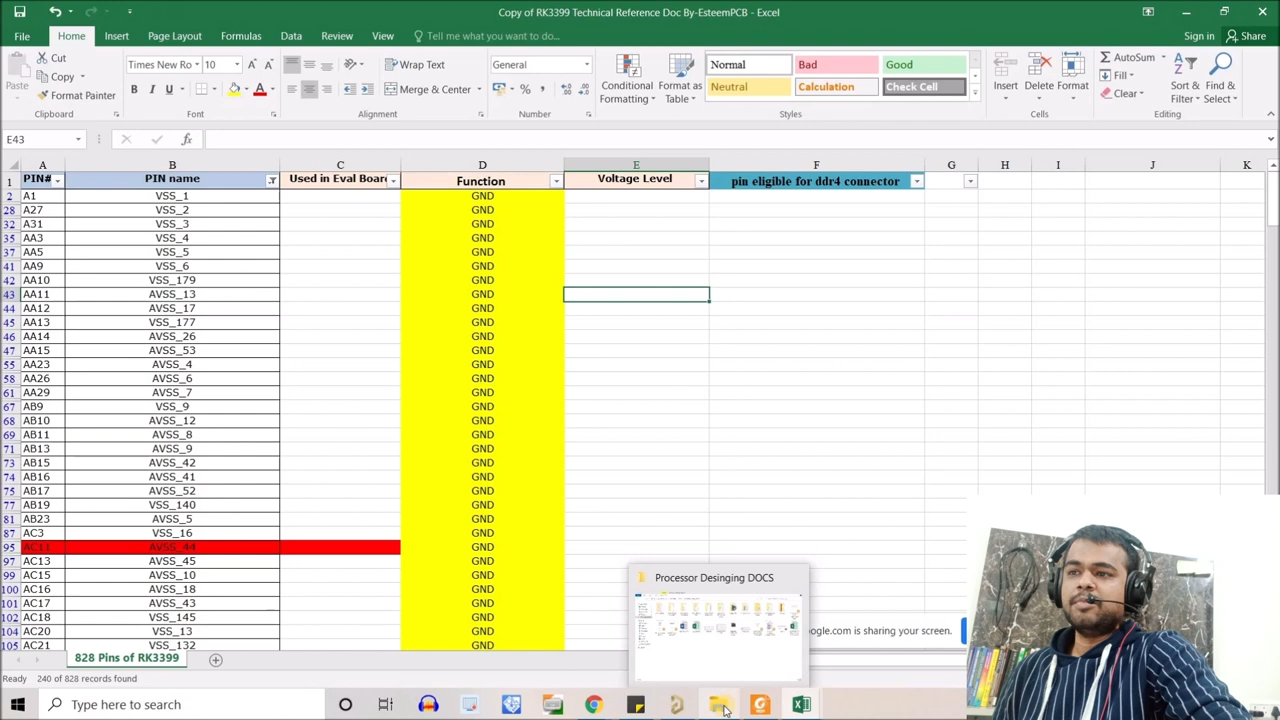 Copy of RK3399 Technical Reference Doc By-EsteemPCB - Excel
File Home Insert Page Layout Formulas Data Review View Tell me what you want to do... Sign in Share
Cut Copy Format Painter Paste Clipboard
Times New Ro 10 A A B I U A Font
Wrap Text Merge & Center Alignment
General % Number
Conditional Formatting Format as Table
Normal Bad Good
Neutral Calculation Check Cell
Styles
Insert Delete Format Cells
AutoSum Fill Clear Sort & Filter Find & Select Editing
E43 fx
A B C D E F G H I J K
1 PIN# PIN name Used in Eval Board Function Voltage Level pin eligible for ddr4 connector
2 A1 VSS_1 GND
28 A27 VSS_2 GND
32 A31 VSS_3 GND
35 AA3 VSS_4 GND
37 AA5 VSS_5 GND
41 AA9 VSS_6 GND
42 AA10 VSS_179 GND
43 AA11 AVSS_13 GND
44 AA12 AVSS_17 GND
45 AA13 VSS_177 GND
46 AA14 AVSS_26 GND
47 AA15 AVSS_53 GND
55 AA23 AVSS_4 GND
58 AA26 AVSS_6 GND
61 AA29 AVSS_7 GND
67 AB9 VSS_9 GND
68 AB10 AVSS_12 GND
69 AB11 AVSS_8 GND
71 AB13 AVSS_9 GND
73 AB15 AVSS_42 GND
74 AB16 AVSS_41 GND
75 AB17 AVSS_52 GND
77 AB19 VSS_140 GND
81 AB23 AVSS_5 GND
87 AC3 VSS_16 GND
95 AC11 AVSS_44 GND
97 AC13 AVSS_45 GND
99 AC15 AVSS_10 GND
100 AC16 AVSS_18 GND
101 AC17 AVSS_43 GND
102 AC18 VSS_145 GND
104 AC20 VSS_13 GND
105 AC21 VSS_132 GND
Processor Desinging DOCS
oogle.com is sharing your screen.
828 Pins of RK3399
Ready 240 of 828 records found
Type here to search